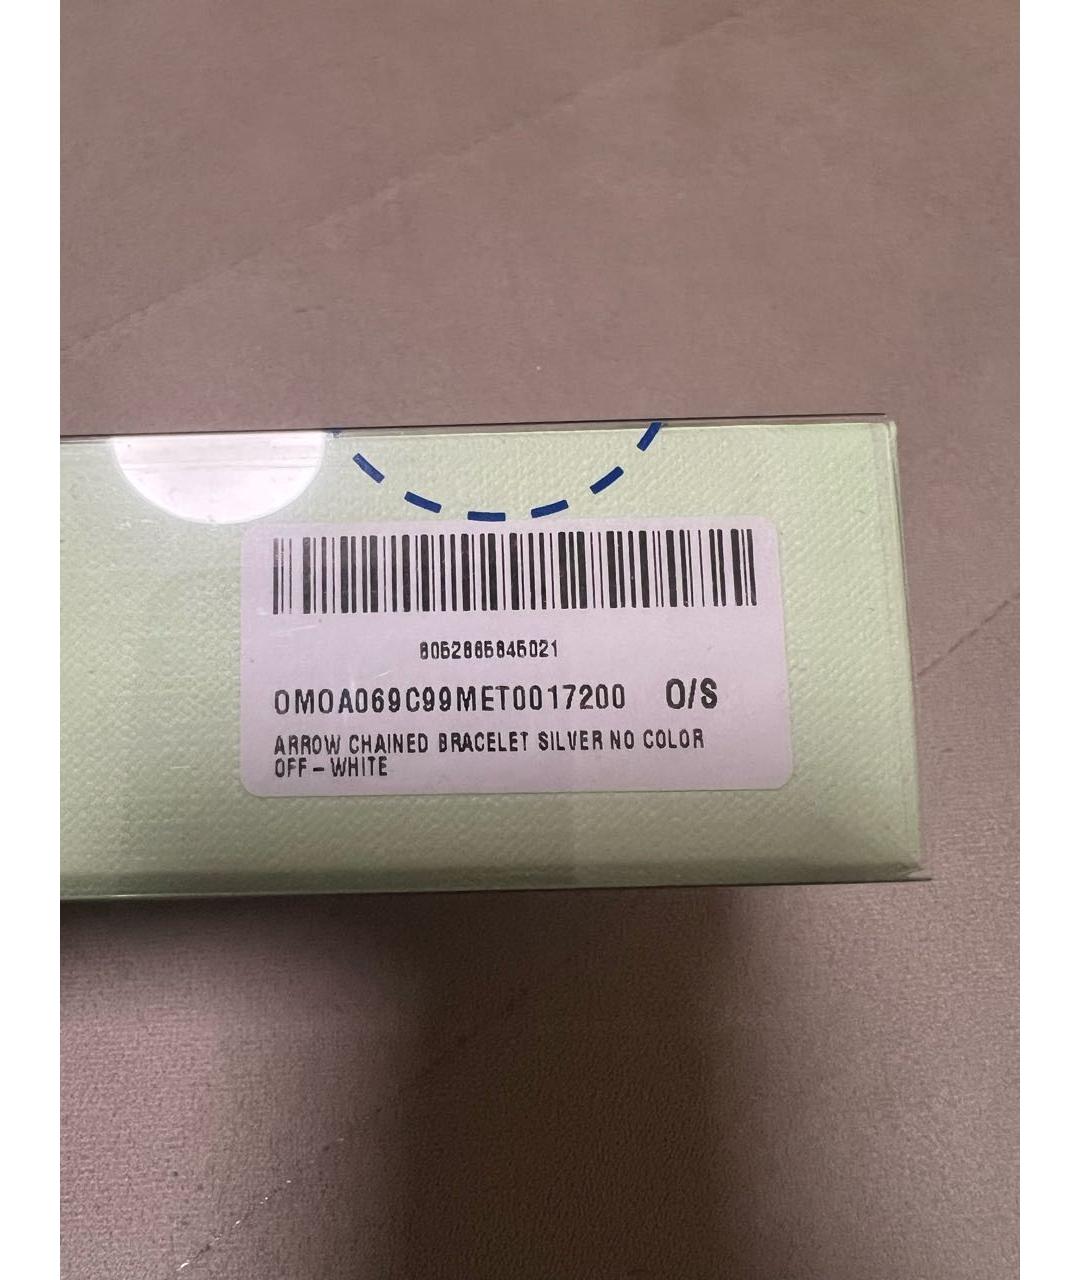 8052865845021
OMOA069C99MET0017200 O/S
ARROW CHAINED BRACELET SILVER NO COLOR
OFF-WHITE